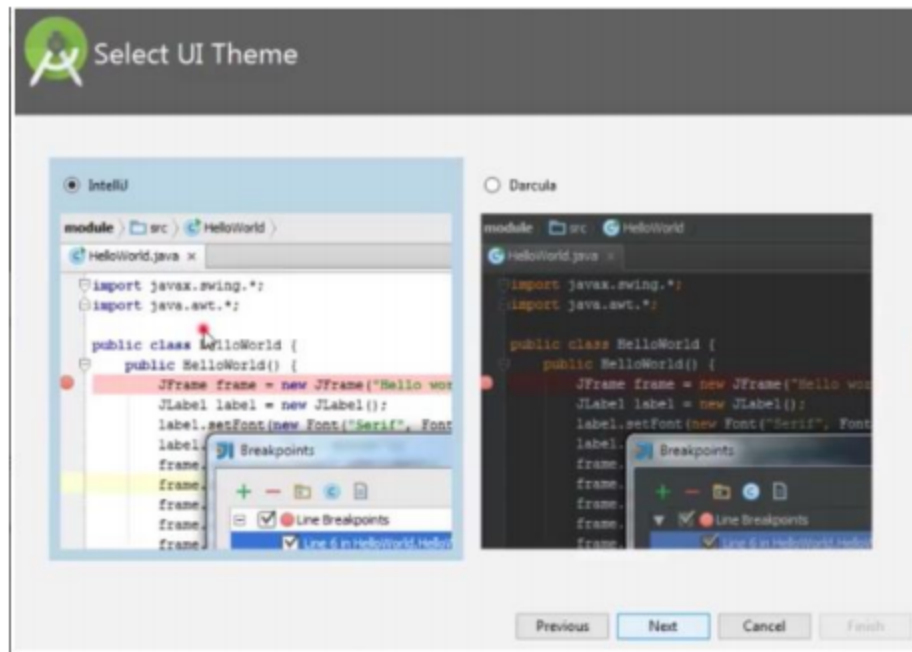 Select UI Theme
IntelliJ
module src HelloWorld
HelloWorld.java ×
import javax.swing.*;
import java.awt.*;
public class HelloWorld {
public HelloWorld() {
JFrame frame = new JFrame("Hello wor
JLabel label = new JLabel();
label.setFont(new Font("Serif", Font
label.
frame.
frame.
frame.
frame.
frame.
Breakpoints
Line Breakpoints
Line 6 in HelloWorld.HelloW
Darcula
module src HelloWorld
HelloWorld.java ×
import javax.swing.*;
import java.awt.*;
public class HelloWorld {
public HelloWorld() {
JFrame frame = new JFrame("Hello wor
JLabel label = new JLabel();
label.setFont(new Font("Serif", Font
label.
frame.
frame.
frame.
frame.
frame.
Breakpoints
Line Breakpoints
Line 6 in HelloWorld.HelloW
Previous Next Cancel Finish